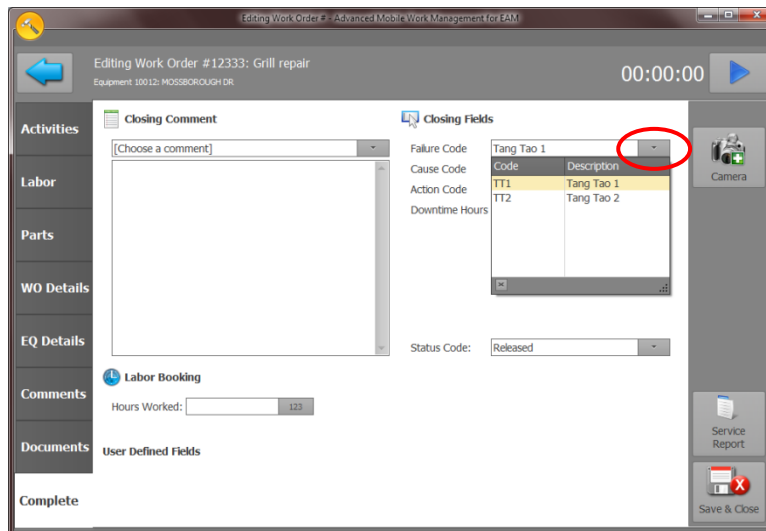 Editing Work Order # - Advanced Mobile Work Management for EAM
Editing Work Order #12333: Grill repair
Equipment 10012: MOSSBOROUGH DR
00:00:00
Activities
Labor
Parts
WO Details
EQ Details
Comments
Documents
Complete
Closing Comment
[Choose a comment]
Labor Booking
Hours Worked:
123
User Defined Fields
Closing Fields
Failure Code Tang Tao 1
Cause Code
Action Code
Downtime Hours
Code Description
TT1 Tang Tao 1
TT2 Tang Tao 2
Status Code: Released
Camera
Service
Report
Save & Close